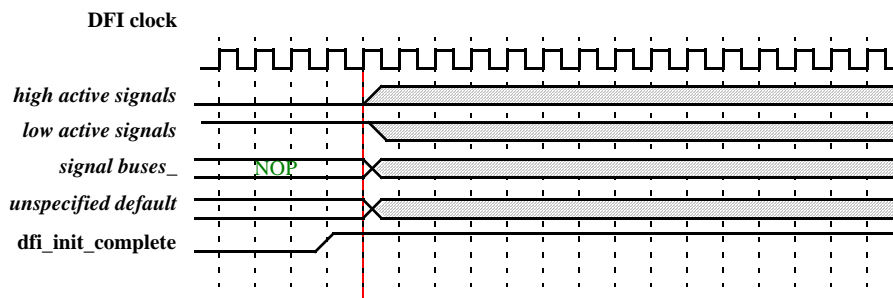 DFI clock
high active signals
low active signals
signal buses_
NOP
unspecified default
dfi_init_complete